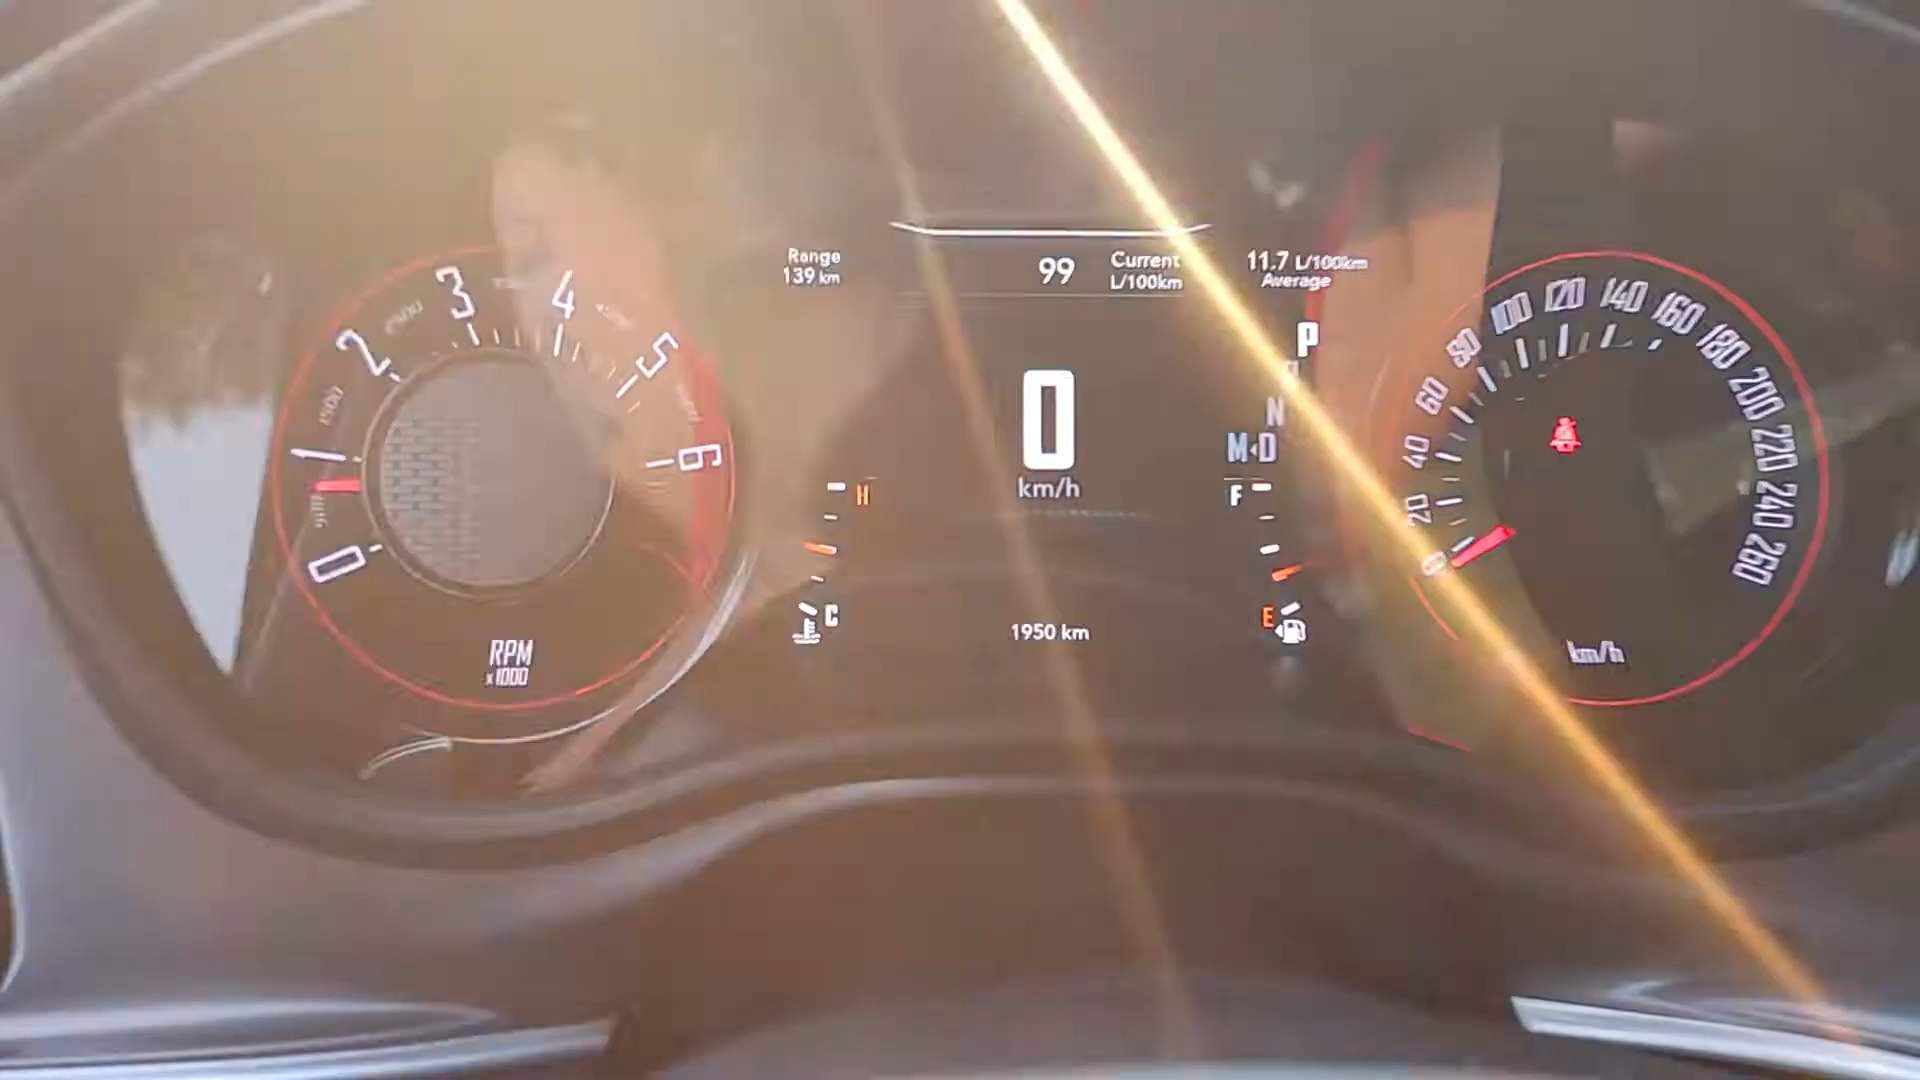 Range
139 km
99
Current
L/100km
11.7 L/100km
Average
0
1
1500
2
2500
3
4
5
6
RPM
x1000
0
km/h
P
N
M D
H
C
F
E
1950 km
0
20
40
60
80
100
120
140
160
180
200
220
240
260
km/h